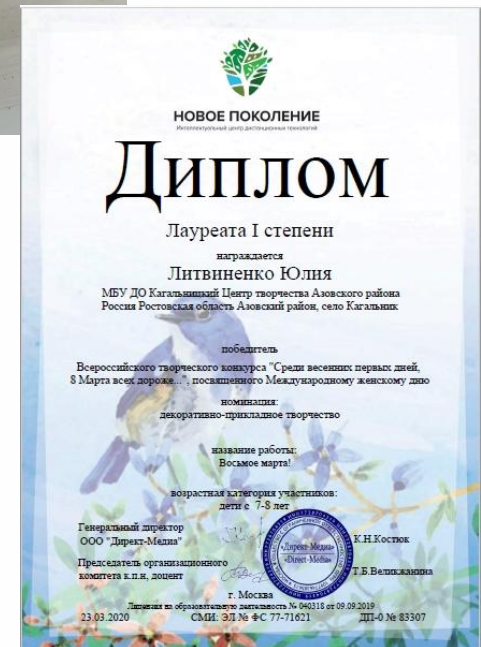 НОВОЕ ПОКОЛЕНИЕ
Интеллектуальный центр дистанционных технологий
Диплом
Лауреата I степени
награждается
Литвиненко Юлия
МБУ ДО Кагальницкий Центр творчества Азовского района
Россия Ростовская область Азовский район, село Кагальник
победитель
Всероссийского творческого конкурса "Среди весенних первых дней,
8 Марта всех дороже...", посвященного Международному женскому дню
номинация:
декоративно-прикладное творчество
название работы:
Восьмое марта!
возрастная категория участников:
дети с 7-8 лет
Генеральный директор
ООО "Директ-Медиа"
К.Н.Костюк
«Директ-Медиа»
«Direct-Media»
Председатель организационного
комитета к.п.н, доцент
Т.Б.Великжанина
г. Москва
Лицензия на образовательную деятельность № 040318 от 09.09.2019
23.03.2020 СМИ: ЭЛ № ФС 77-71621 ДП-0 № 83307